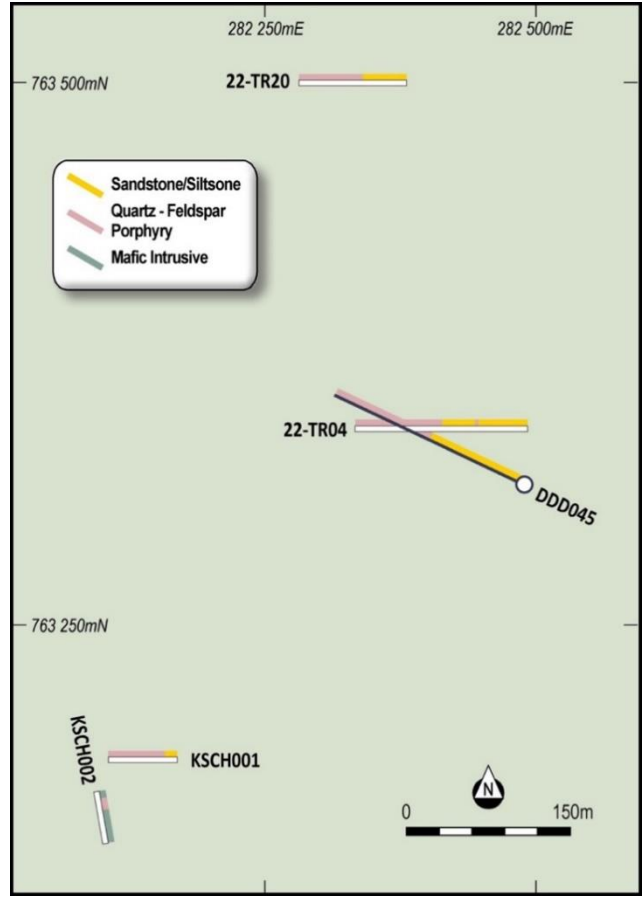 282 250mE
282 500mE
763 500mN
22-TR20
Sandstone/Siltsone
Quartz - Feldspar
Porphyry
Mafic Intrusive
22-TR04
DDD045
763 250mN
KSCH002
KSCH001
N
0
150m